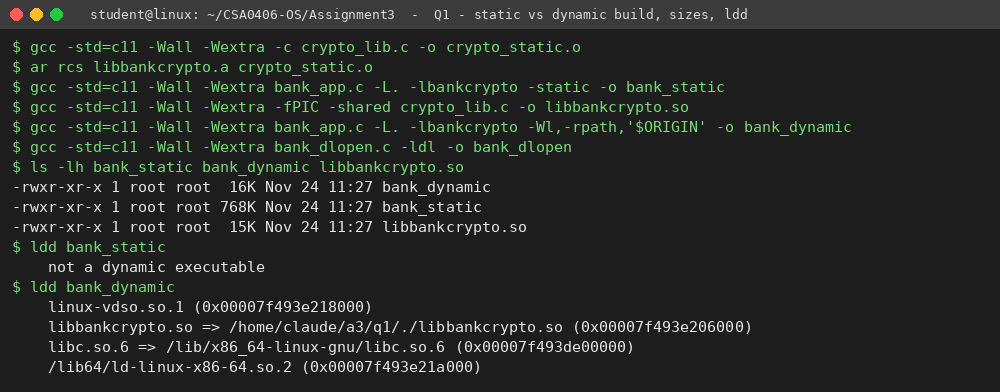 student@linux: ~/CSA0406-OS/Assignment3  -  Q1 - static vs dynamic build, sizes, ldd
$ gcc -std=c11 -Wall -Wextra -c crypto_lib.c -o crypto_static.o
$ ar rcs libbankcrypto.a crypto_static.o
$ gcc -std=c11 -Wall -Wextra bank_app.c -L. -lbankcrypto -static -o bank_static
$ gcc -std=c11 -Wall -Wextra -fPIC -shared crypto_lib.c -o libbankcrypto.so
$ gcc -std=c11 -Wall -Wextra bank_app.c -L. -lbankcrypto -Wl,-rpath,'$ORIGIN' -o bank_dynamic
$ gcc -std=c11 -Wall -Wextra bank_dlopen.c -ldl -o bank_dlopen
$ ls -lh bank_static bank_dynamic libbankcrypto.so
-rwxr-xr-x 1 root root  16K Nov 24 11:27 bank_dynamic
-rwxr-xr-x 1 root root 768K Nov 24 11:27 bank_static
-rwxr-xr-x 1 root root  15K Nov 24 11:27 libbankcrypto.so
$ ldd bank_static
    not a dynamic executable
$ ldd bank_dynamic
    linux-vdso.so.1 (0x00007f493e218000)
    libbankcrypto.so => /home/claude/a3/q1/./libbankcrypto.so (0x00007f493e206000)
    libc.so.6 => /lib/x86_64-linux-gnu/libc.so.6 (0x00007f493de00000)
    /lib64/ld-linux-x86-64.so.2 (0x00007f493e21a000)